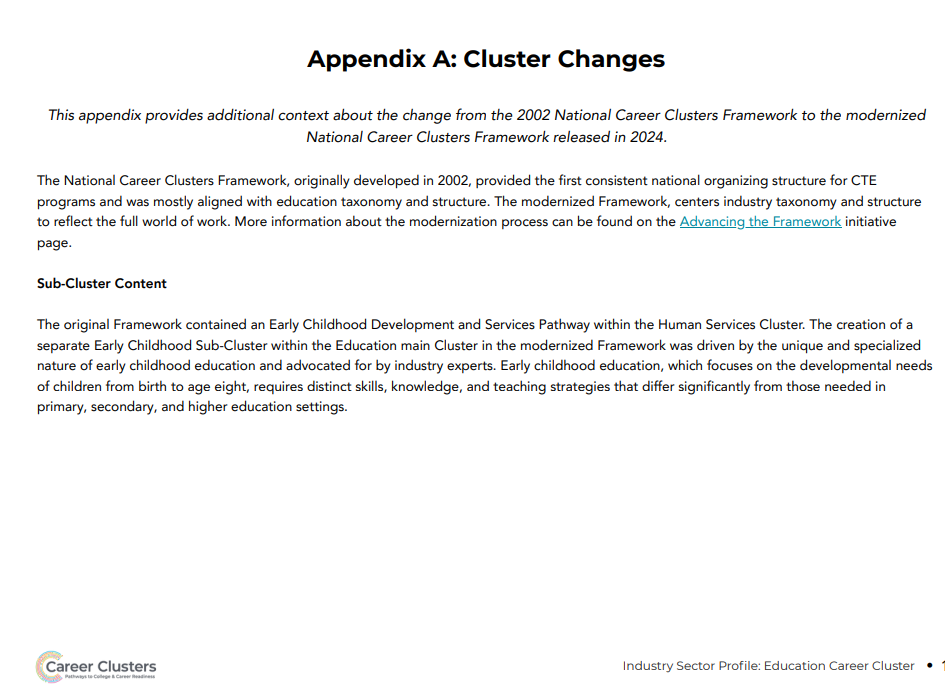 Appendix A: Cluster Changes
This appendix provides additional context about the change from the 2002 National Career Clusters Framework to the modernized
National Career Clusters Framework released in 2024.
The National Career Clusters Framework, originally developed in 2002, provided the first consistent national organizing structure for CTE
programs and was mostly aligned with education taxonomy and structure. The modernized Framework, centers industry taxonomy and structure
to reflect the full world of work. More information about the modernization process can be found on the Advancing the Framework initiative
page.
Sub-Cluster Content
The original Framework contained an Early Childhood Development and Services Pathway within the Human Services Cluster. The creation of a
separate Early Childhood Sub-Cluster within the Education main Cluster in the modernized Framework was driven by the unique and specialized
nature of early childhood education and advocated for by industry experts. Early childhood education, which focuses on the developmental needs
of children from birth to age eight, requires distinct skills, knowledge, and teaching strategies that differ significantly from those needed in
primary, secondary, and higher education settings.
Career Clusters
Pathways to College & Career Readiness
Industry Sector Profile: Education Career Cluster •